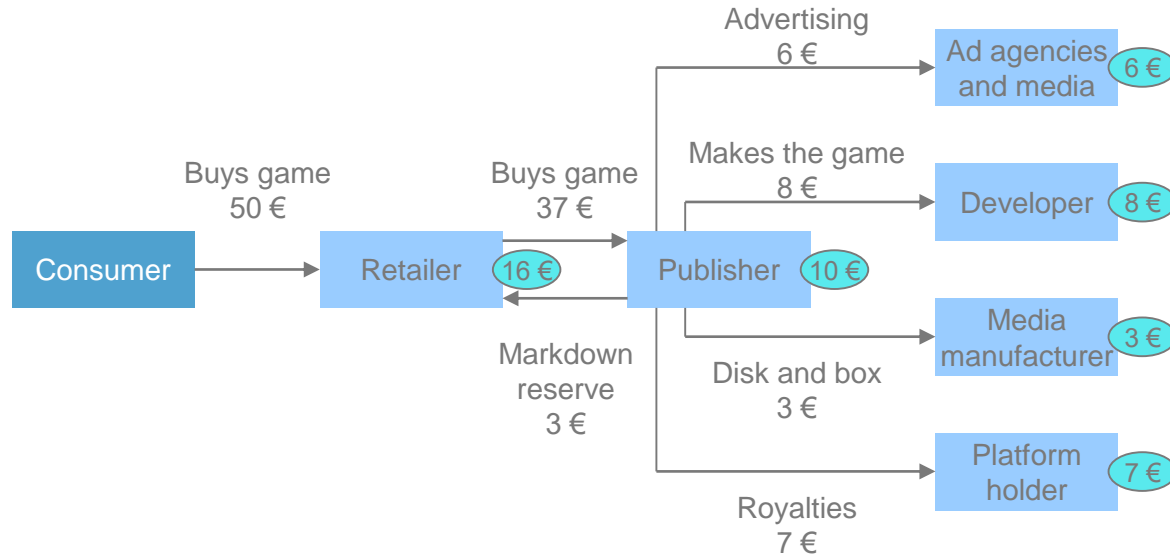 Advertising
6 €
Ad agencies
and media
6 €
Buys game
50 €
Buys game
37 €
Makes the game
8 €
Developer
8 €
Consumer
Retailer
16 €
Publisher
10 €
Markdown
reserve
3 €
Disk and box
3 €
Media
manufacturer
3 €
Royalties
7 €
Platform
holder
7 €